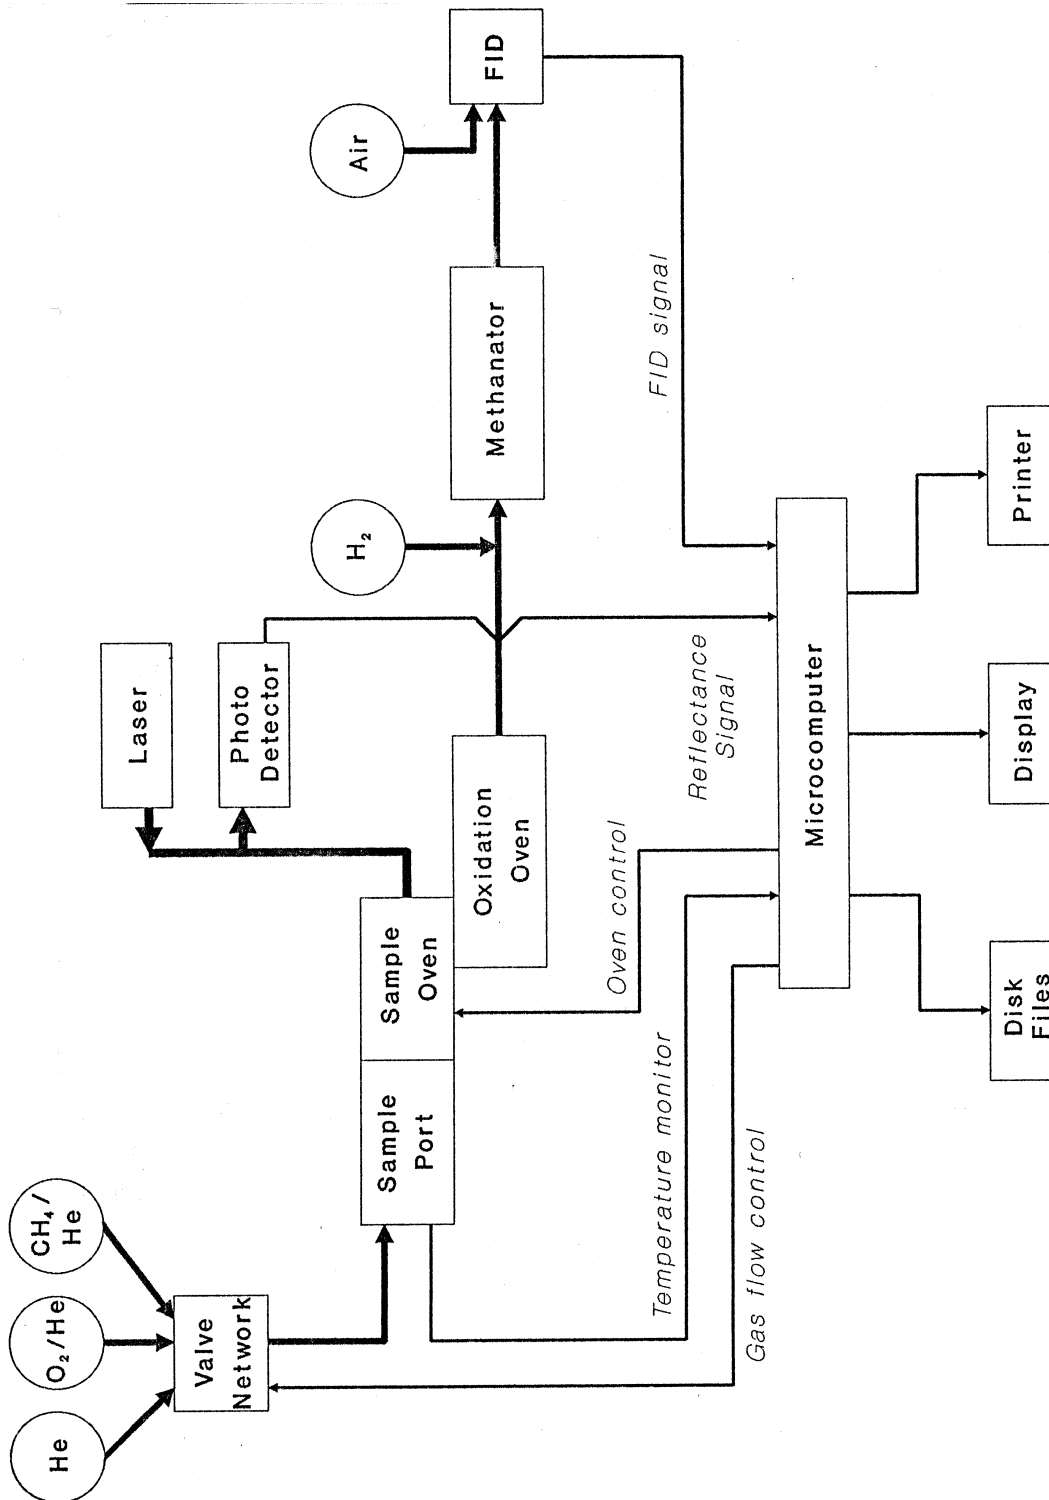 He
O₂/He
CH₄/
He
Valve
Network
Sample
Port
Sample
Oven
Oxidation
Oven
Laser
Photo
Detector
H₂
Methanator
Air
FID
Gas flow control
Temperature monitor
Oven control
Reflectance
Signal
FID signal
Microcomputer
Disk
Files
Display
Printer